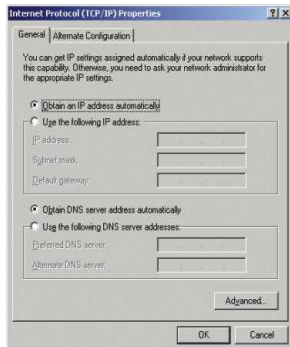 Internet Protocol (TCP/IP) Properties
General Alternate Configuration
You can get IP settings assigned automatically if your network supports
this capability. Otherwise, you need to ask your network administrator for
the appropriate IP settings.
Obtain an IP address automatically
Use the following IP address:
IP address:
Subnet mask:
Default gateway:
Obtain DNS server address automatically
Use the following DNS server addresses:
Preferred DNS server:
Alternate DNS server:
Advanced...
OK Cancel